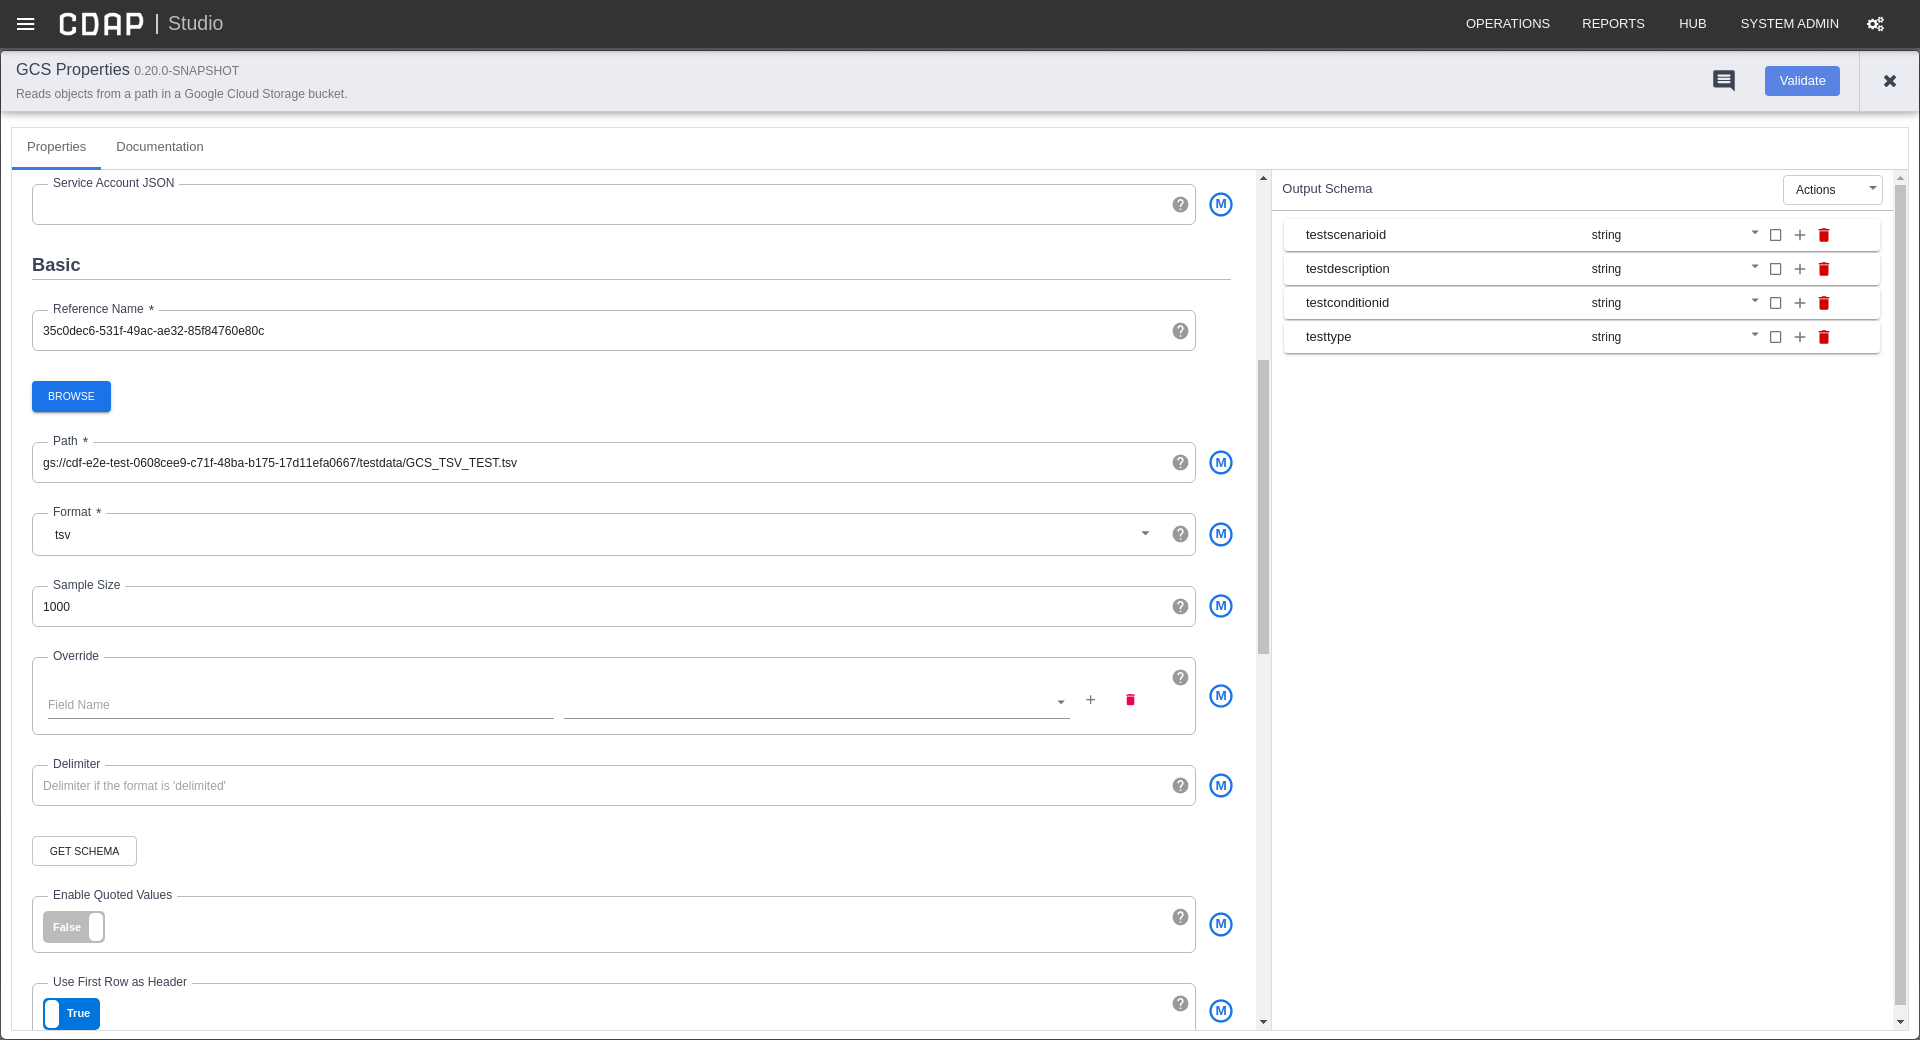 CDAP | Studio
OPERATIONS REPORTS HUB SYSTEM ADMIN
GCS Properties 0.20.0-SNAPSHOT
Reads objects from a path in a Google Cloud Storage bucket.
Validate
Properties Documentation
Service Account JSON
M
Basic
Reference Name *
35c0dec6-531f-49ac-ae32-85f84760e80c
BROWSE
Path *
gs://cdf-e2e-test-0608cee9-c71f-48ba-b175-17d11efa0667/testdata/GCS_TSV_TEST.tsv
M
Format *
tsv
M
Sample Size
1000
M
Override
Field Name
M
Delimiter
Delimiter if the format is 'delimited'
M
GET SCHEMA
Enable Quoted Values
False
M
Use First Row as Header
True
M
Output Schema
Actions
testscenarioid string
testdescription string
testconditionid string
testtype string